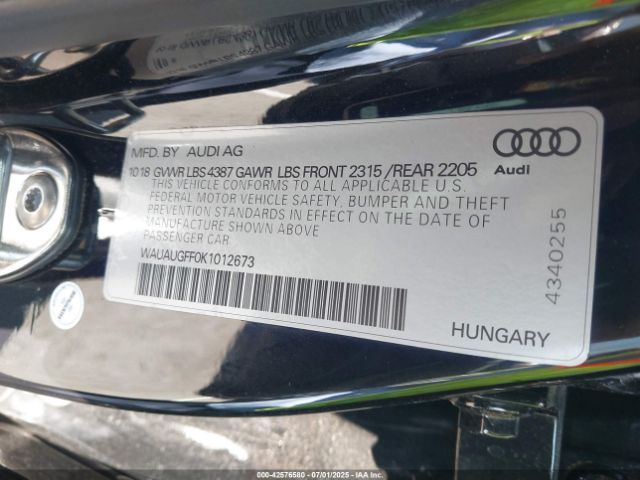 MFD. BY AUDI AG
10 18 GVWR LBS 4387 GAWR LBS FRONT 2315 /REAR 2205
THIS VEHICLE CONFORMS TO ALL APPLICABLE U.S.
FEDERAL MOTOR VEHICLE SAFETY, BUMPER AND THEFT
PREVENTION STANDARDS IN EFFECT ON THE DATE OF
MANUFACTURE SHOWN ABOVE
PASSENGER CAR
WAUAUGFF0K1012673
Audi
4340255
HUNGARY
000-42576580 - 07/01/2025 - IAAI.COM